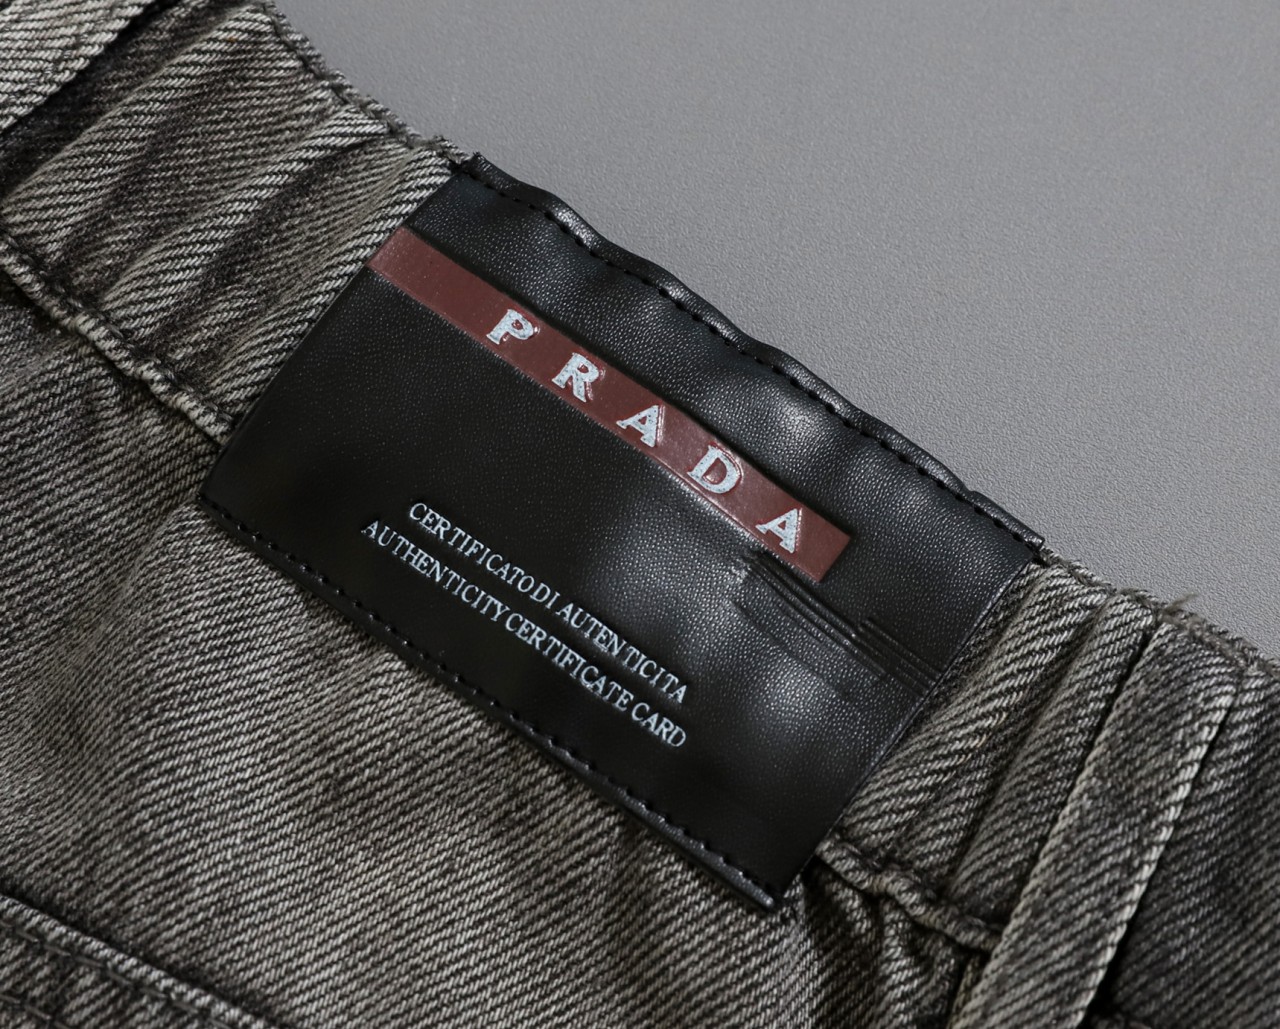 PRADA
CERTIFICATO DI AUTENTICITA
AUTHENTICITY CERTIFICATE CARD